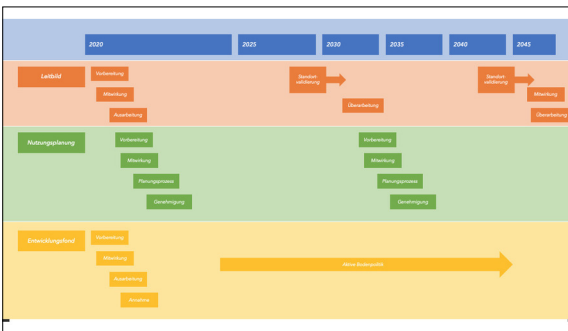 2020 2025 2030 2035 2040 2045
Leitbild
Vorbereitung
Mitwirkung
Ausarbeitung
Standort-
validierung
Überarbeitung
Standort-
validierung
Mitwirkung
Überarbeitung
Nutzungsplanung
Vorbereitung
Mitwirkung
Planungsprozess
Genehmigung
Vorbereitung
Mitwirkung
Planungsprozess
Genehmigung
Entwicklungsfond
Vorbereitung
Mitwirkung
Ausarbeitung
Annahme
Aktive Bodenpolitik